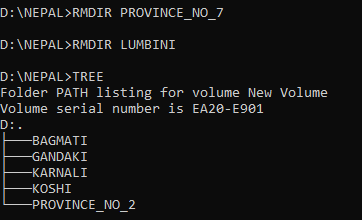 D:\NEPAL>RMDIR PROVINCE_NO_7
D:\NEPAL>RMDIR LUMBINI
D:\NEPAL>TREE
Folder PATH listing for volume New Volume
Volume serial number is EA20-E901
D:.
├───BAGMATI
├───GANDAKI
├───KARNALI
├───KOSHI
└───PROVINCE_NO_2